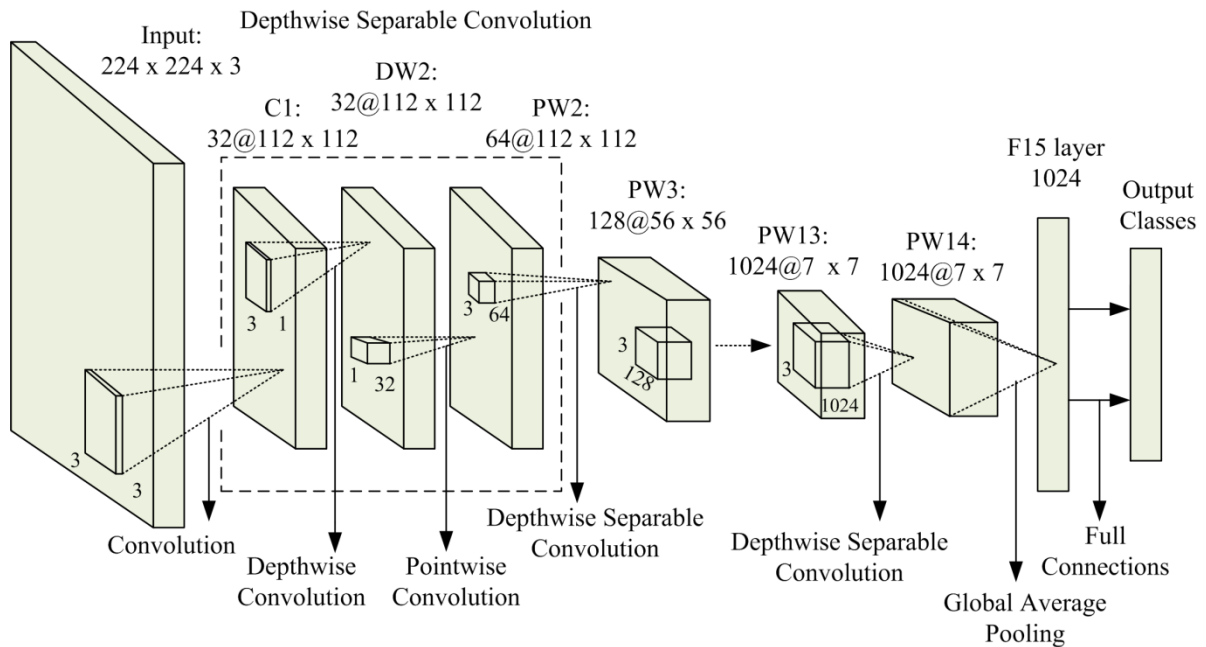 Depthwise Separable Convolution
Input:
224 x 224 x 3
C1:
32@112 x 112
DW2:
32@112 x 112
PW2:
64@112 x 112
PW3:
128@56 x 56
PW13:
1024@7 x 7
PW14:
1024@7 x 7
F15 layer
1024
Output
Classes
3
3
3
1
1
32
3
64
3
128
3
1024
Convolution
Depthwise
Convolution
Pointwise
Convolution
Depthwise Separable
Convolution
Depthwise Separable
Convolution
Global Average
Pooling
Full
Connections